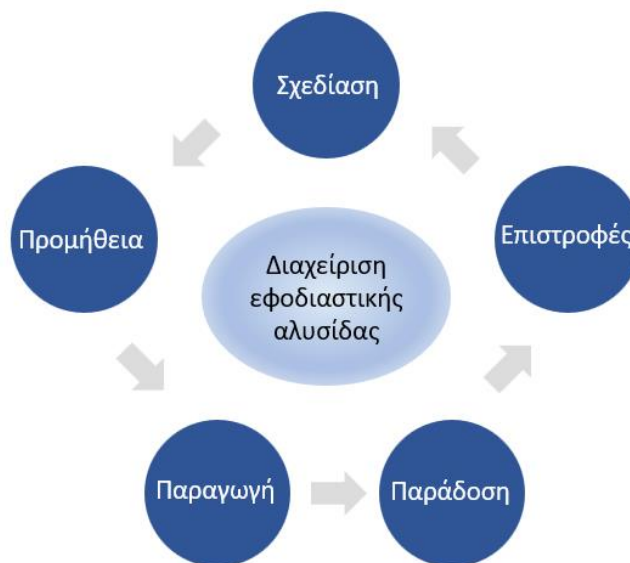 Σχεδίαση
Προμήθεια
Επιστροφές
Διαχείριση
εφοδιαστικής
αλυσίδας
Παραγωγή
Παράδοση